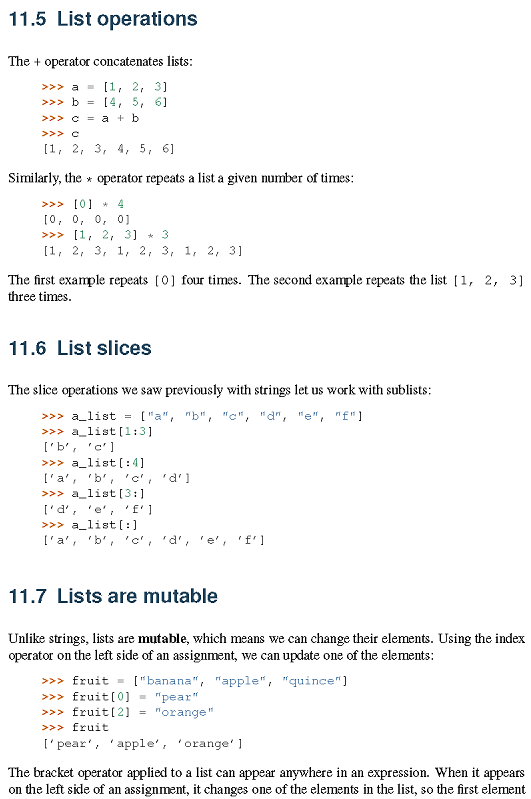 11.5 List operations
The + operator concatenates lists:
>>> a = [1, 2, 3]
>>> b = [4, 5, 6]
>>> c = a + b
>>> c
[1, 2, 3, 4, 5, 6]
Similarly, the * operator repeats a list a given number of times:
>>> [0] * 4
[0, 0, 0, 0]
>>> [1, 2, 3] * 3
[1, 2, 3, 1, 2, 3, 1, 2, 3]
The first example repeats [0] four times. The second example repeats the list [1, 2, 3]
three times.
11.6 List slices
The slice operations we saw previously with strings let us work with sublists:
>>> a_list = ["a", "b", "c", "d", "e", "f"]
>>> a_list[1:3]
['b', 'c']
>>> a_list[:4]
['a', 'b', 'c', 'd']
>>> a_list[3:]
['d', 'e', 'f']
>>> a_list[:]
['a', 'b', 'c', 'd', 'e', 'f']
11.7 Lists are mutable
Unlike strings, lists are mutable, which means we can change their elements. Using the index
operator on the left side of an assignment, we can update one of the elements:
>>> fruit = ["banana", "apple", "quince"]
>>> fruit[0] = "pear"
>>> fruit[2] = "orange"
>>> fruit
['pear', 'apple', 'orange']
The bracket operator applied to a list can appear anywhere in an expression. When it appears
on the left side of an assignment, it changes one of the elements in the list, so the first element